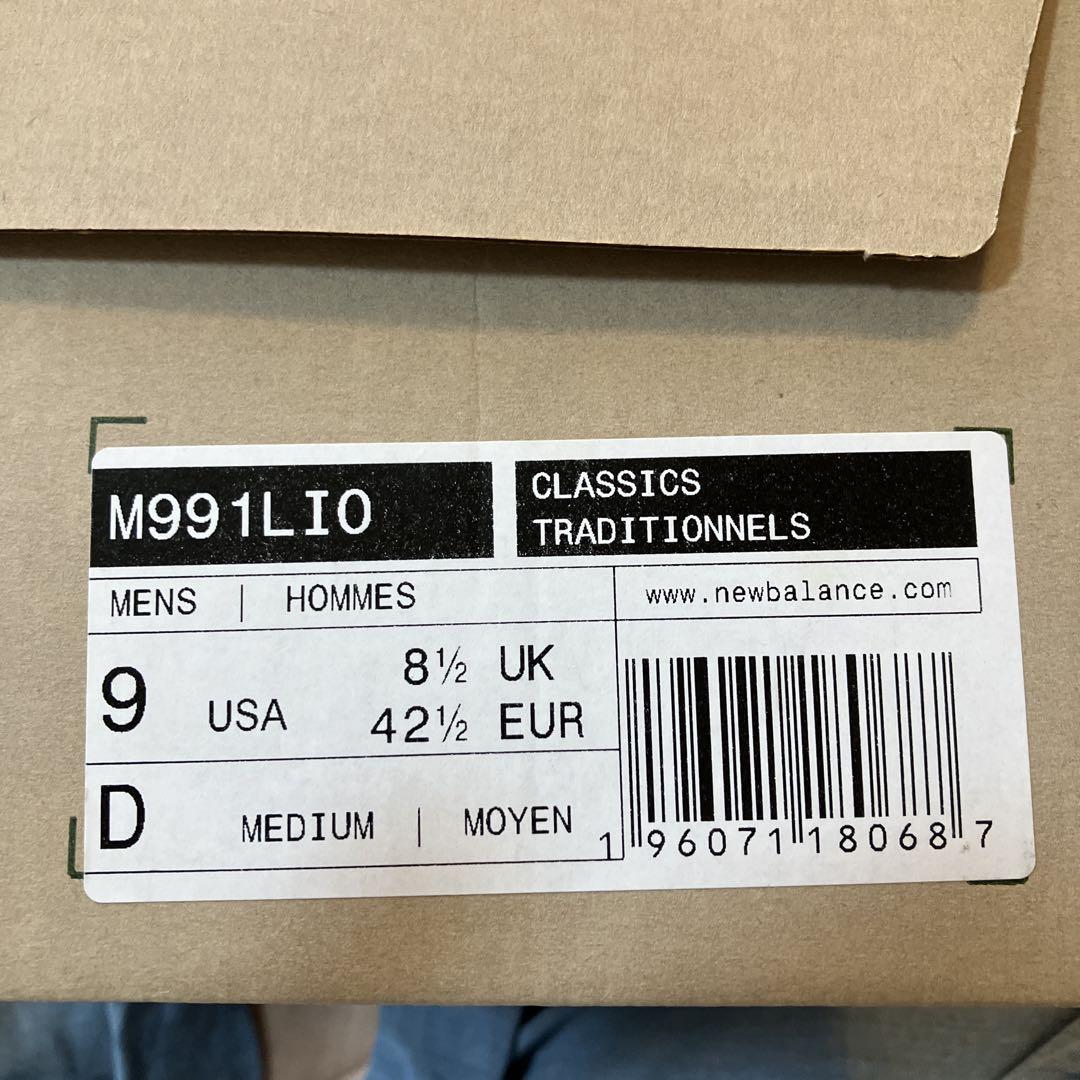 M991LIO
CLASSICS
TRADITIONNELS
MENS | HOMMES
www.newbalance.com
9 USA
8½ UK
42½ EUR
D MEDIUM | MOYEN
1 96071 18068 7